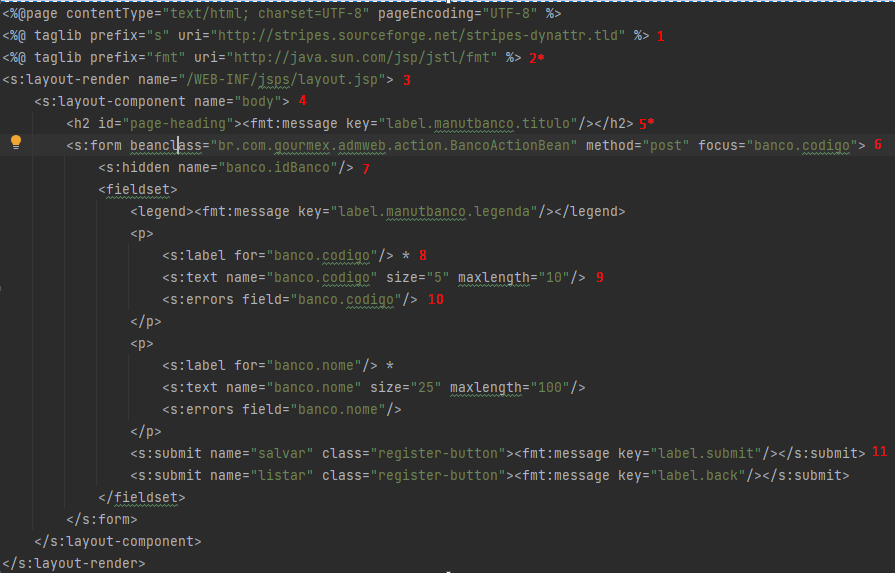 <%@page contentType="text/html; charset=UTF-8" pageEncoding="UTF-8" %>
<%@ taglib prefix="s" uri="http://stripes.sourceforge.net/stripes-dynattr.tld" %> 1
<%@ taglib prefix="fmt" uri="http://java.sun.com/jsp/jstl/fmt" %> 2*
<s:layout-render name="/WEB-INF/jsps/layout.jsp"> 3
    <s:layout-component name="body"> 4
        <h2 id="page-heading"><fmt:message key="label.manutbanco.titulo"/></h2> 5*
        <s:form beanclass="br.com.gourmex.admweb.action.BancoActionBean" method="post" focus="banco.codigo"> 6
            <s:hidden name="banco.idBanco"/> 7
            <fieldset>
                <legend><fmt:message key="label.manutbanco.legenda"/></legend>
                <p>
                    <s:label for="banco.codigo"/> * 8
                    <s:text name="banco.codigo" size="5" maxlength="10"/> 9
                    <s:errors field="banco.codigo"/> 10
                </p>
                <p>
                    <s:label for="banco.nome"/> *
                    <s:text name="banco.nome" size="25" maxlength="100"/>
                    <s:errors field="banco.nome"/>
                </p>
                <s:submit name="salvar" class="register-button"><fmt:message key="label.submit"/></s:submit> 11
                <s:submit name="listar" class="register-button"><fmt:message key="label.back"/></s:submit>
            </fieldset>
        </s:form>
    </s:layout-component>
</s:layout-render>